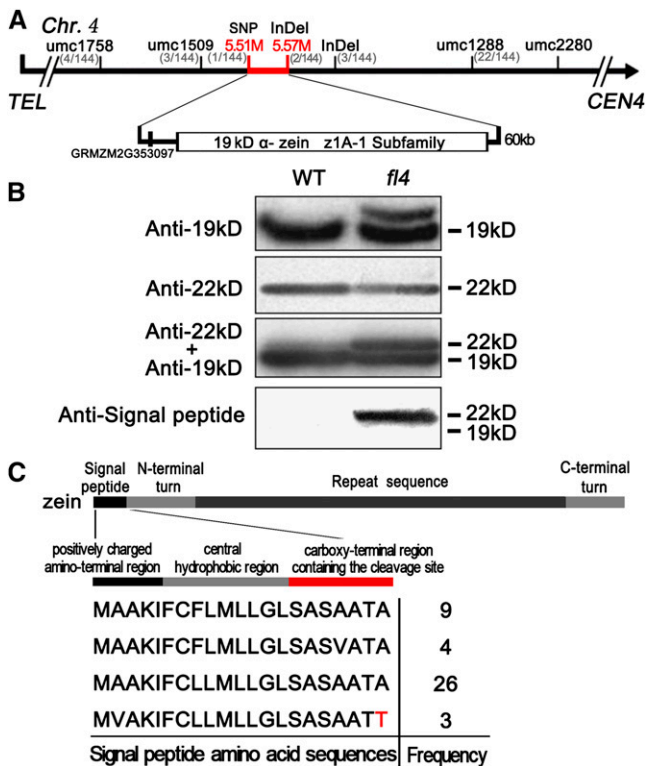 A
Chr. 4
SNP InDel
umc1758 umc1509 5.51M 5.57M InDel umc1288 umc2280
(4/144) (3/144) (1/144) (2/144) (3/144) (22/144)
TEL CEN4
GRMZM2G353097 19 kD α- zein z1A-1 Subfamily 60kb
B
WT fl4
Anti-19kD 19kD
Anti-22kD 22kD
Anti-22kD
+
Anti-19kD
22kD
19kD
Anti-Signal peptide 22kD
19kD
C
Signal peptide
N-terminal turn
Repeat sequence
C-terminal turn
zein
positively charged amino-terminal region
central hydrophobic region
carboxy-terminal region containing the cleavage site
MAAKIFCFLMLLGLSASAATA 9
MAAKIFCFLMLLGLSASVATA 4
MAAKIFCLLMLLGLSASAATA 26
MVAKIFCLLMLLGLSASAATT 3
Signal peptide amino acid sequences Frequency